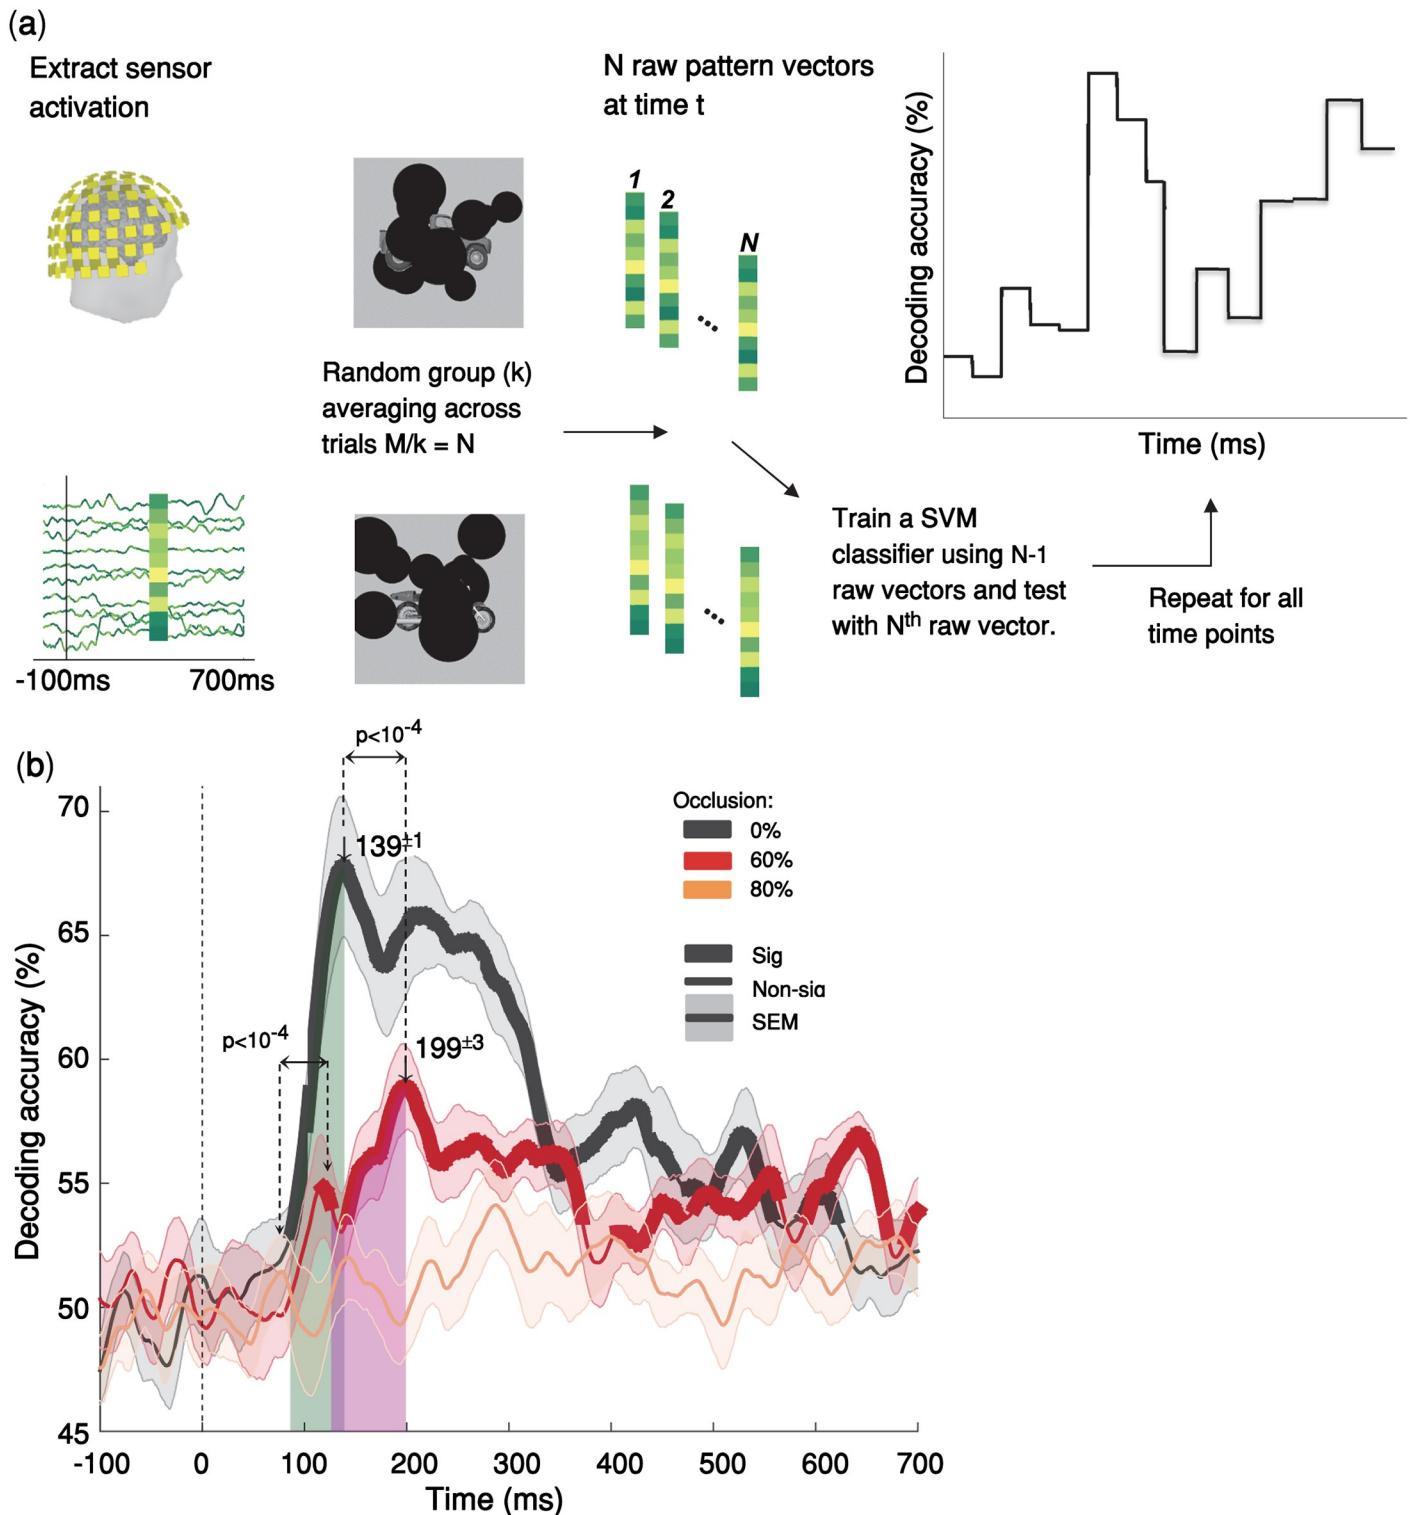 (a)
Extract sensor
activation
N raw pattern vectors
at time t
1
2
N
Random group (k)
averaging across
trials M/k = N
-100ms
700ms
Train a SVM
classifier using N-1
raw vectors and test
with Nth raw vector.
Decoding accuracy (%)
Time (ms)
Repeat for all
time points
(b)
p<10-4
139±1
p<10-4
199±3
Occlusion:
0%
60%
80%
Sig
Non-sig
SEM
Decoding accuracy (%)
70
65
60
55
50
45
-100
0
100
200
300
400
500
600
700
Time (ms)